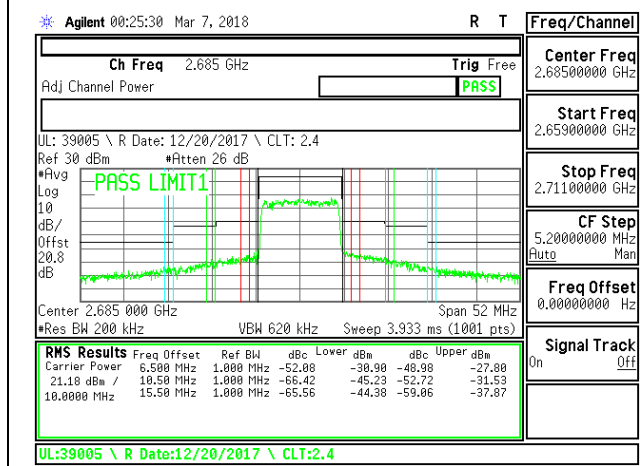 Agilent 00:25:30 Mar 7, 2018 R T
Freq/Channel
Ch Freq 2.685 GHz Trig Free
Adj Channel Power PASS
UL: 39005 \ R Date: 12/20/2017 \ CLT: 2.4
Ref 30 dBm #Atten 26 dB
#Avg
Log
10
dB/
Offst
20.8
dB
PASS LIMIT1
Center 2.685 000 GHz Span 52 MHz
#Res BW 200 kHz VBW 620 kHz Sweep 3.933 ms (1001 pts)
RMS Results Freq Offset Ref BW dBc Lower dBm dBc Upper dBm
Carrier Power 6.500 MHz 1.000 MHz -52.08 -30.90 -48.98 -27.80
21.18 dBm / 10.50 MHz 1.000 MHz -66.42 -45.23 -52.72 -31.53
10.0000 MHz 15.50 MHz 1.000 MHz -65.56 -44.38 -59.06 -37.87
UL:39005 \ R Date:12/20/2017 \ CLT:2.4
Center Freq
2.68500000 GHz
Start Freq
2.65900000 GHz
Stop Freq
2.71100000 GHz
CF Step
5.20000000 MHz
Auto Man
Freq Offset
0.00000000 Hz
Signal Track
On Off